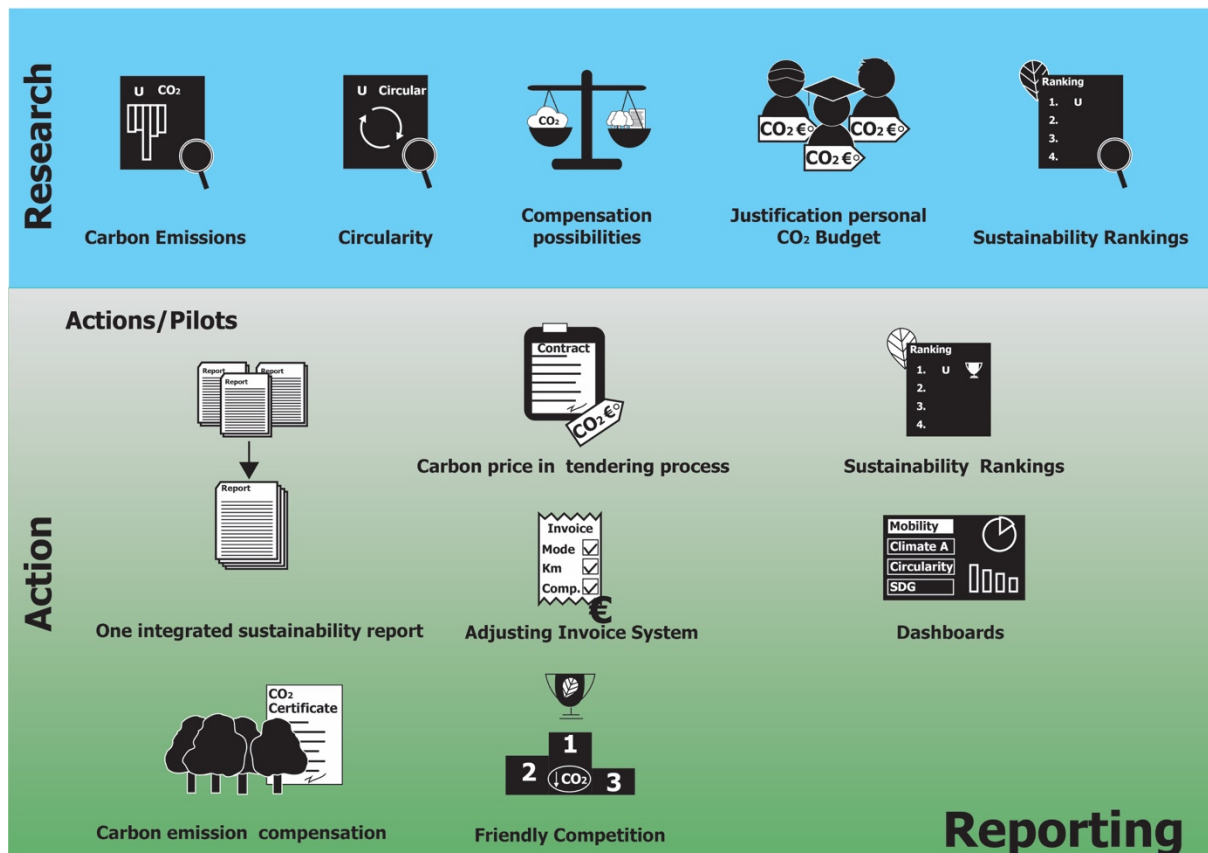 Research
U CO₂
Carbon Emissions
U Circular
Circularity
CO₂
Compensation
possibilities
CO₂ €
CO₂ €
CO₂ €
Justification personal
CO₂ Budget
Ranking
1. U
2.
3.
4.
Sustainability Rankings
Action
Actions/Pilots
Report
Report
Report
Report
One integrated sustainability report
Contract
CO₂ €
Carbon price in tendering process
Ranking
1. U
2.
3.
4.
Sustainability Rankings
Invoice
Mode
Km
Comp.
€
Adjusting Invoice System
Mobility
Climate A
Circularity
SDG
Dashboards
CO₂
Certificate
Carbon emission compensation
1
2
↓CO₂
3
Friendly Competition
Reporting